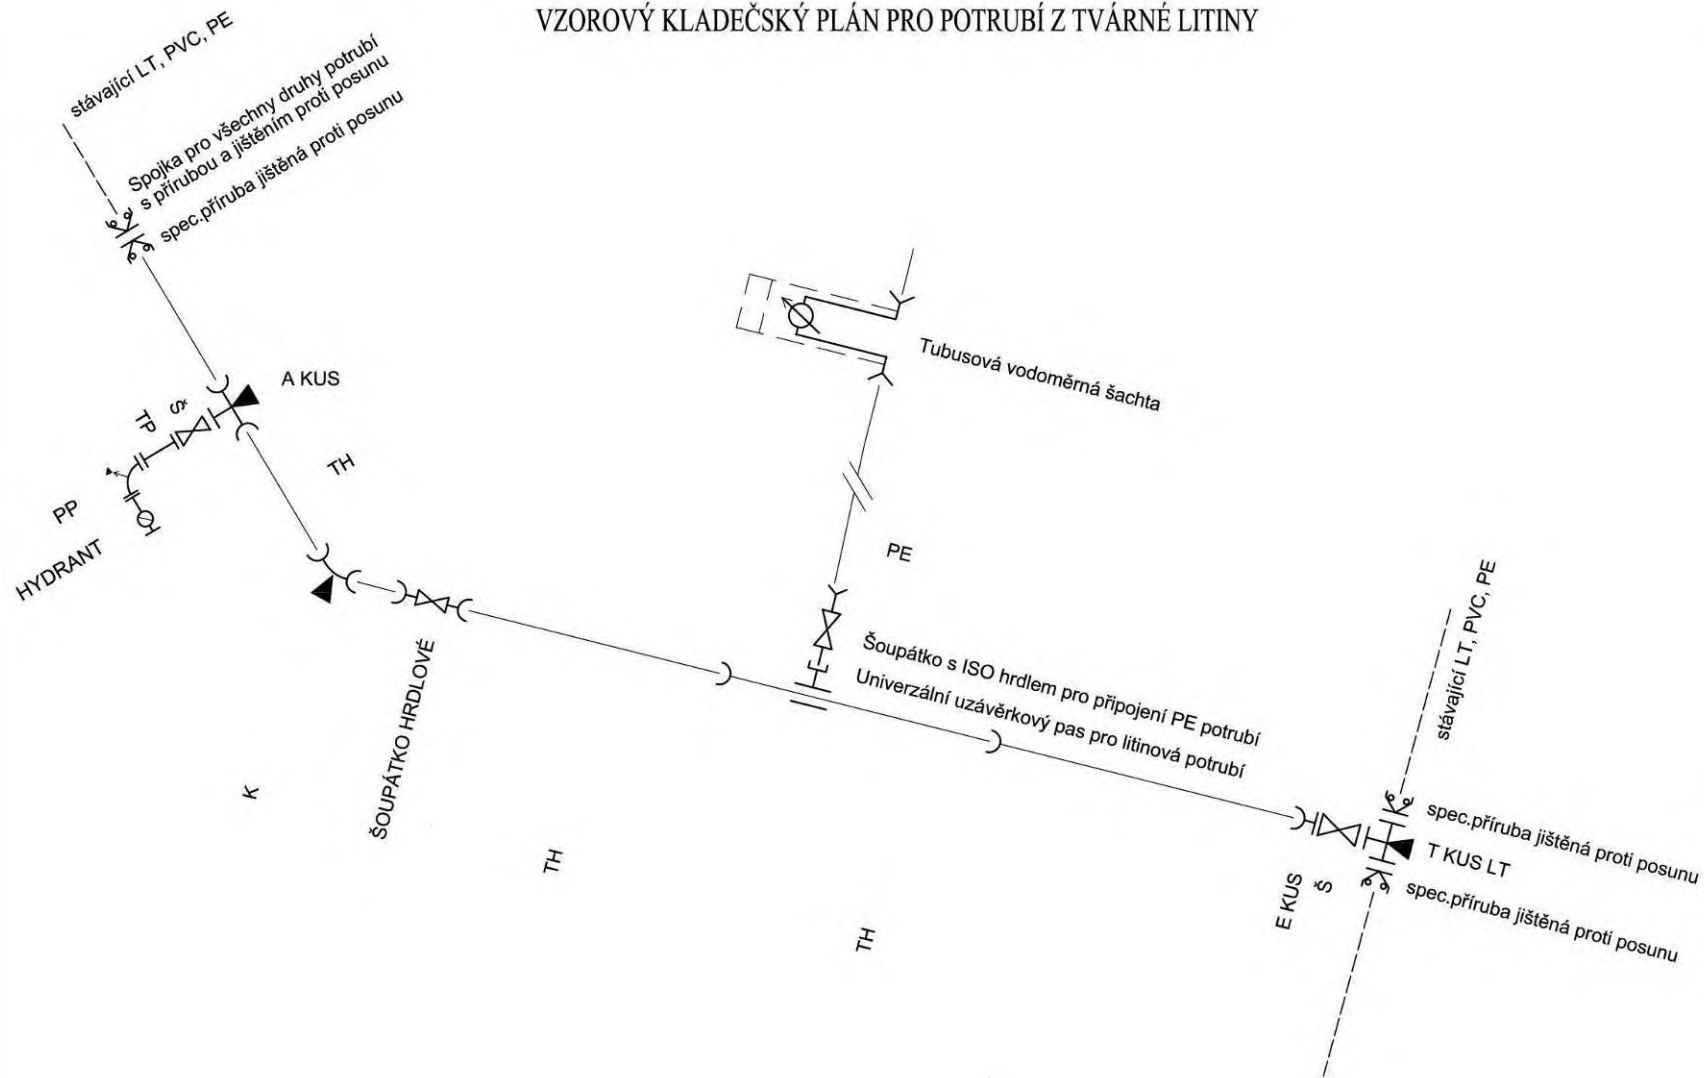 VZOROVÝ KLADEČSKÝ PLÁN PRO POTRUBÍ Z TVÁRNÉ LITINY
stávající LT, PVC, PE
Spojka pro všechny druhy potrubí
s přírubou a jištěním proti posunu
spec.příruba jištěná proti posunu
A KUS
Š
TP
TH
PP
HYDRANT
Tubusová vodoměrná šachta
PE
Šoupátko s ISO hrdlem pro připojení PE potrubí
Univerzální uzávěrkový pas pro litinová potrubí
K
ŠOUPÁTKO HRDLOVÉ
TH
TH
stávající LT, PVC, PE
spec.příruba jištěná proti posunu
T KUS LT
spec.příruba jištěná proti posunu
E KUS
Š